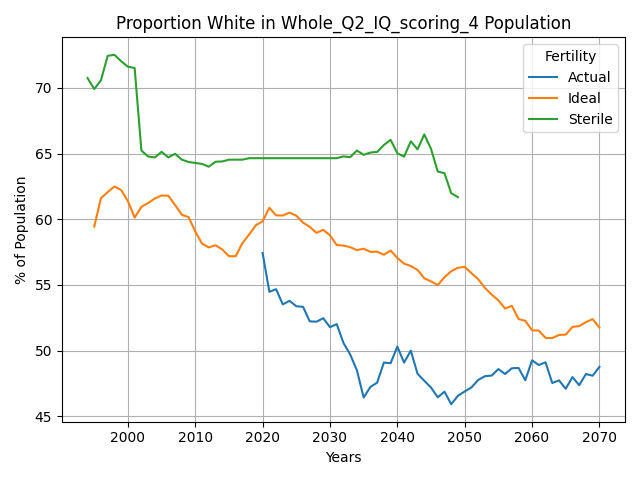 Proportion White in Whole_Q2_IQ_scoring_4 Population
Fertility
Actual
Ideal
Sterile
% of Population
70
65
60
55
50
45
2000
2010
2020
2030
2040
2050
2060
2070
Years